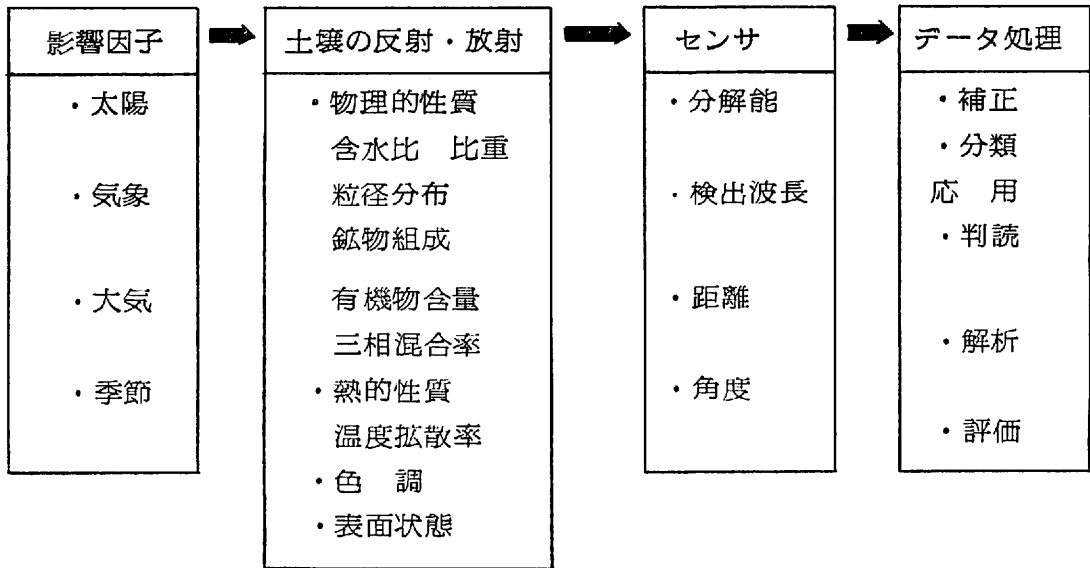 影響因子
・太陽
・気象
・大気
・季節
土壌の反射・放射
・物理的性質
含水比　比重
粒径分布
鉱物組成
有機物含量
三相混合率
・熱的性質
温度拡散率
・色　調
・表面状態
センサ
・分解能
・検出波長
・距離
・角度
データ処理
・補正
・分類
応　用
・判読
・解析
・評価